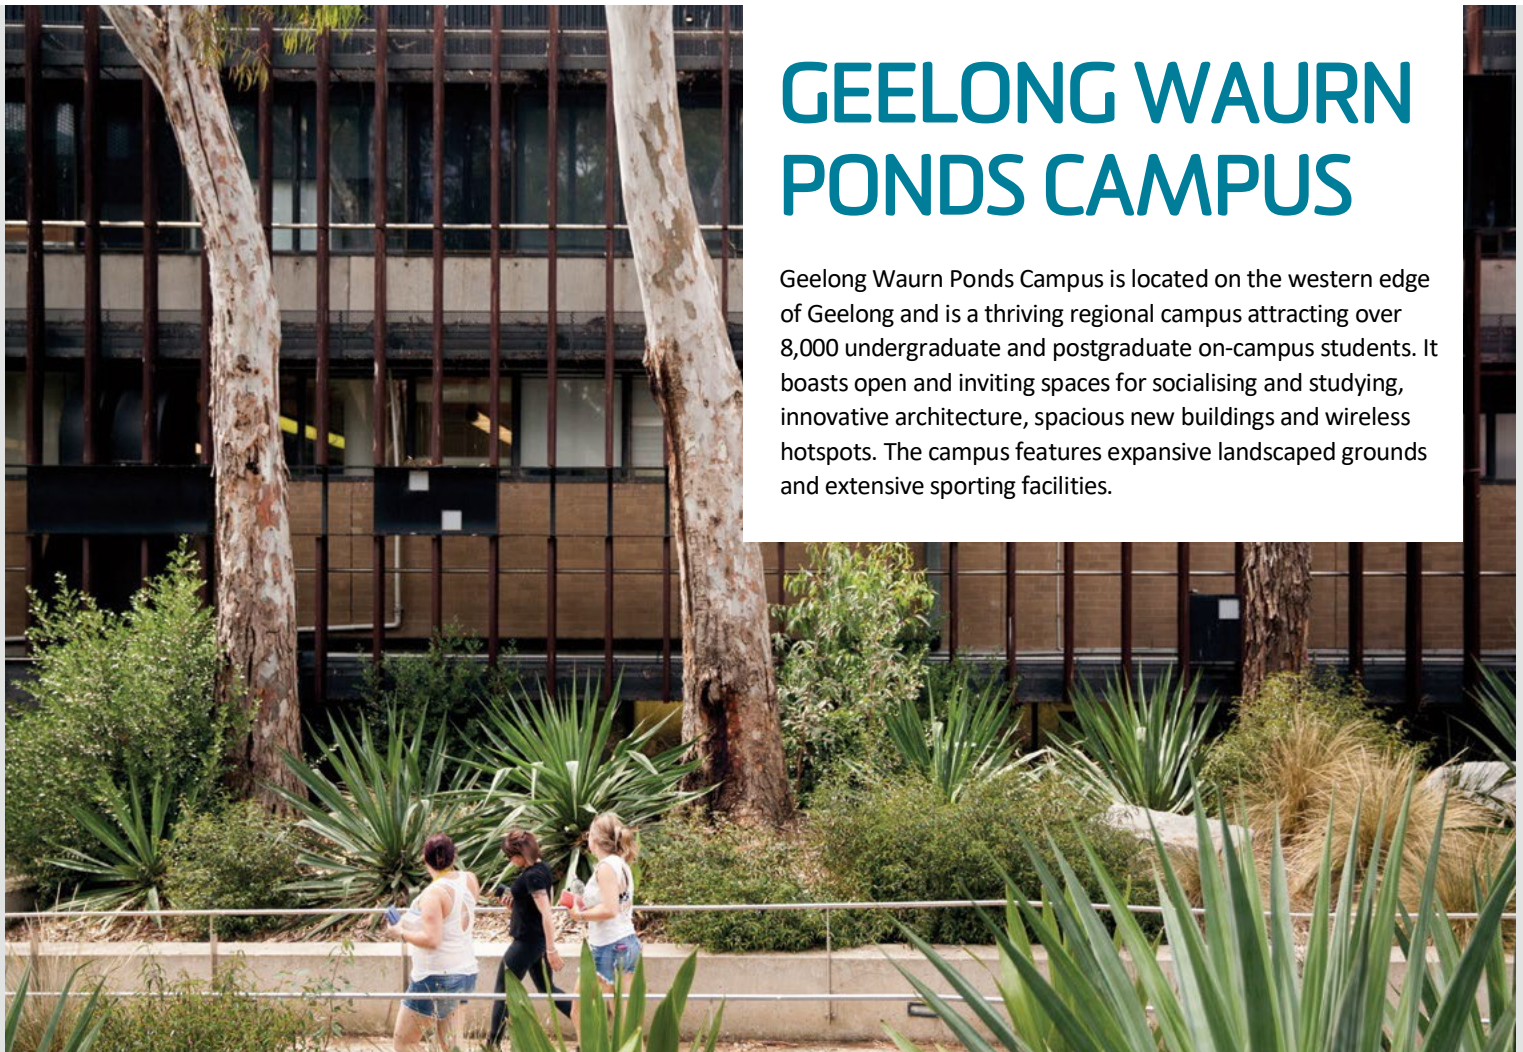 GEELONG WAURN
PONDS CAMPUS
Geelong Waurn Ponds Campus is located on the western edge
of Geelong and is a thriving regional campus attracting over
8,000 undergraduate and postgraduate on-campus students. It
boasts open and inviting spaces for socialising and studying,
innovative architecture, spacious new buildings and wireless
hotspots. The campus features expansive landscaped grounds
and extensive sporting facilities.